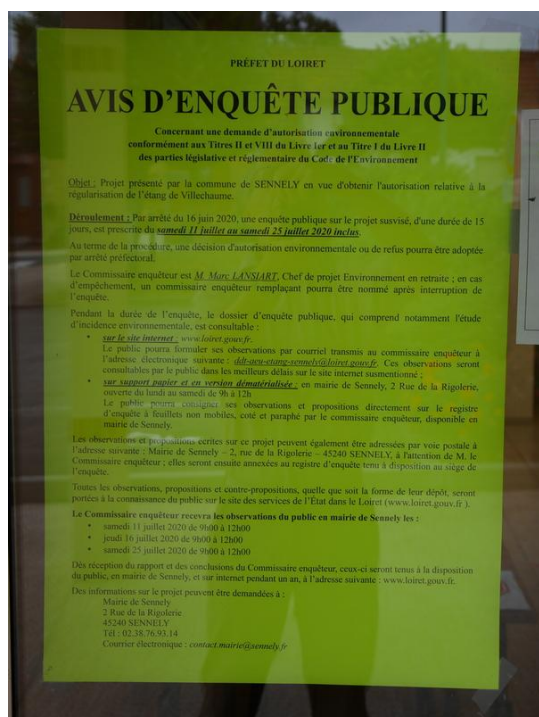 PRÉFET DU LOIRET
AVIS D'ENQUÊTE PUBLIQUE
Concernant une demande d'autorisation environnementale
conformément aux Titres II et VIII du Livre Ier et au Titre I du Livre II
des parties législative et réglementaire du Code de l'Environnement
Objet : Projet présenté par la commune de SENNELY en vue d'obtenir l'autorisation relative à la
régularisation de l'étang de Villechaume.
Déroulement : Par arrêté du 16 juin 2020, une enquête publique sur le projet susvisé, d'une durée de 15
jours, est prescrite du samedi 11 juillet au samedi 25 juillet 2020 inclus.
Au terme de la procédure, une décision d'autorisation environnementale ou de refus pourra être adoptée
par arrêté préfectoral.
Le Commissaire enquêteur est M. Marc LANSIART, Chef de projet Environnement en retraite ; en cas
d'empêchement, un commissaire enquêteur remplaçant pourra être nommé après interruption de
l'enquête.
Pendant la durée de l'enquête, le dossier d'enquête publique, qui comprend notamment l'étude
d'incidence environnementale, est consultable :
• sur le site internet : www.loiret.gouv.fr.
Le public pourra formuler ses observations par courriel transmis au commissaire enquêteur à
l'adresse électronique suivante : ddt-aeu-etang-sennely@loiret.gouv.fr. Ces observations seront
consultables par le public dans les meilleurs délais sur le site internet susmentionné ;
• sur support papier et en version dématérialisée : en mairie de Sennely, 2 Rue de la Rigolerie,
ouverte du lundi au samedi de 9h à 12h
Le public pourra consigner ses observations et propositions directement sur le registre
d'enquête à feuilles non mobiles, coté et paraphé par le commissaire enquêteur, disponible en
mairie de Sennely.
Les observations et propositions écrites sur ce projet peuvent également être adressées par voie postale à
l'adresse suivante : Mairie de Sennely – 2, rue de la Rigolerie – 45240 SENNELY, à l'attention de M. le
Commissaire enquêteur ; elles seront ensuite annexées au registre d'enquête tenu à disposition au siège de
l'enquête.
Toutes les observations, propositions et contre-propositions, quelle que soit la forme de leur dépôt, seront
portées à la connaissance du public sur le site des services de l'État dans le Loiret (www.loiret.gouv.fr ).
Le Commissaire enquêteur recevra les observations du public en mairie de Sennely les :
• samedi 11 juillet 2020 de 9h00 à 12h00
• jeudi 16 juillet 2020 de 9h00 à 12h00
• samedi 25 juillet 2020 de 9h00 à 12h00
Dès réception du rapport et des conclusions du Commissaire enquêteur, ceux-ci seront tenus à la disposition
du public, en mairie de Sennely, et sur internet pendant un an, à l'adresse suivante : www.loiret.gouv.fr.
Des informations sur le projet peuvent être demandées à :
Mairie de Sennely
2 Rue de la Rigolerie
45240 SENNELY
Tél : 02.38.76.93.14
Courrier électronique : contact.mairie@sennely.fr